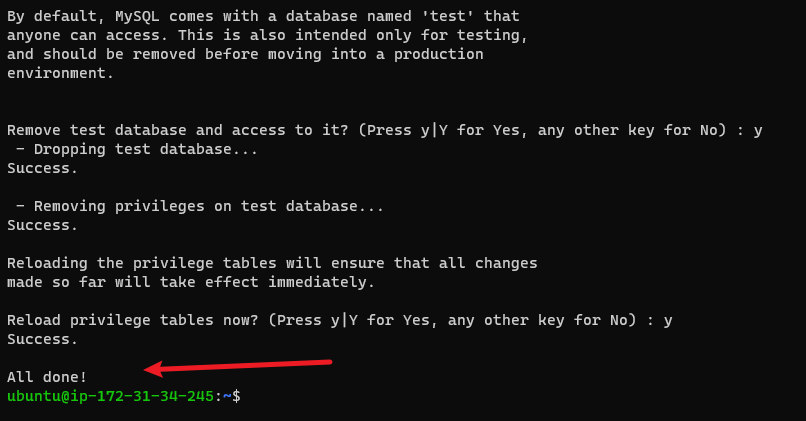 By default, MySQL comes with a database named 'test' that
anyone can access. This is also intended only for testing,
and should be removed before moving into a production
environment.
Remove test database and access to it? (Press y|Y for Yes, any other key for No) : y
 - Dropping test database...
Success.
 - Removing privileges on test database...
Success.
Reloading the privilege tables will ensure that all changes
made so far will take effect immediately.
Reload privilege tables now? (Press y|Y for Yes, any other key for No) : y
Success.
All done!
ubuntu@ip-172-31-34-245:~$